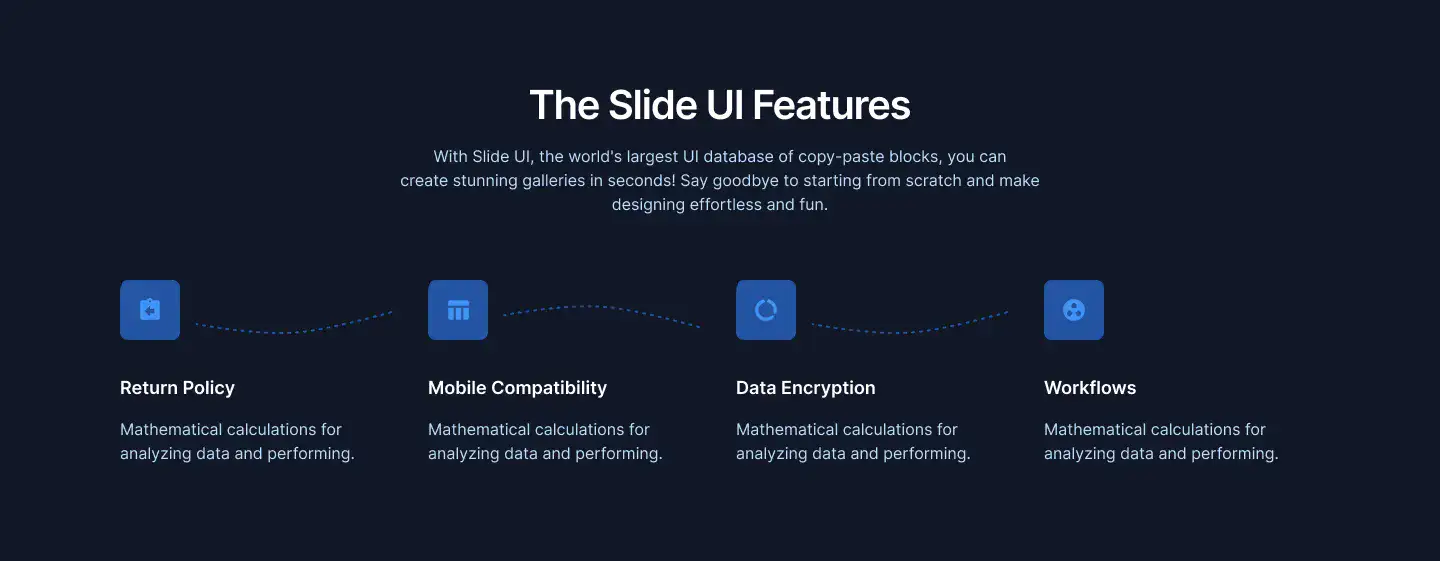 The Slide UI Features
With Slide UI, the world's largest UI database of copy-paste blocks, you can
create stunning galleries in seconds! Say goodbye to starting from scratch and make
designing effortless and fun.
Return Policy
Mathematical calculations for
analyzing data and performing.
Mobile Compatibility
Mathematical calculations for
analyzing data and performing.
Data Encryption
Mathematical calculations for
analyzing data and performing.
Workflows
Mathematical calculations for
analyzing data and performing.